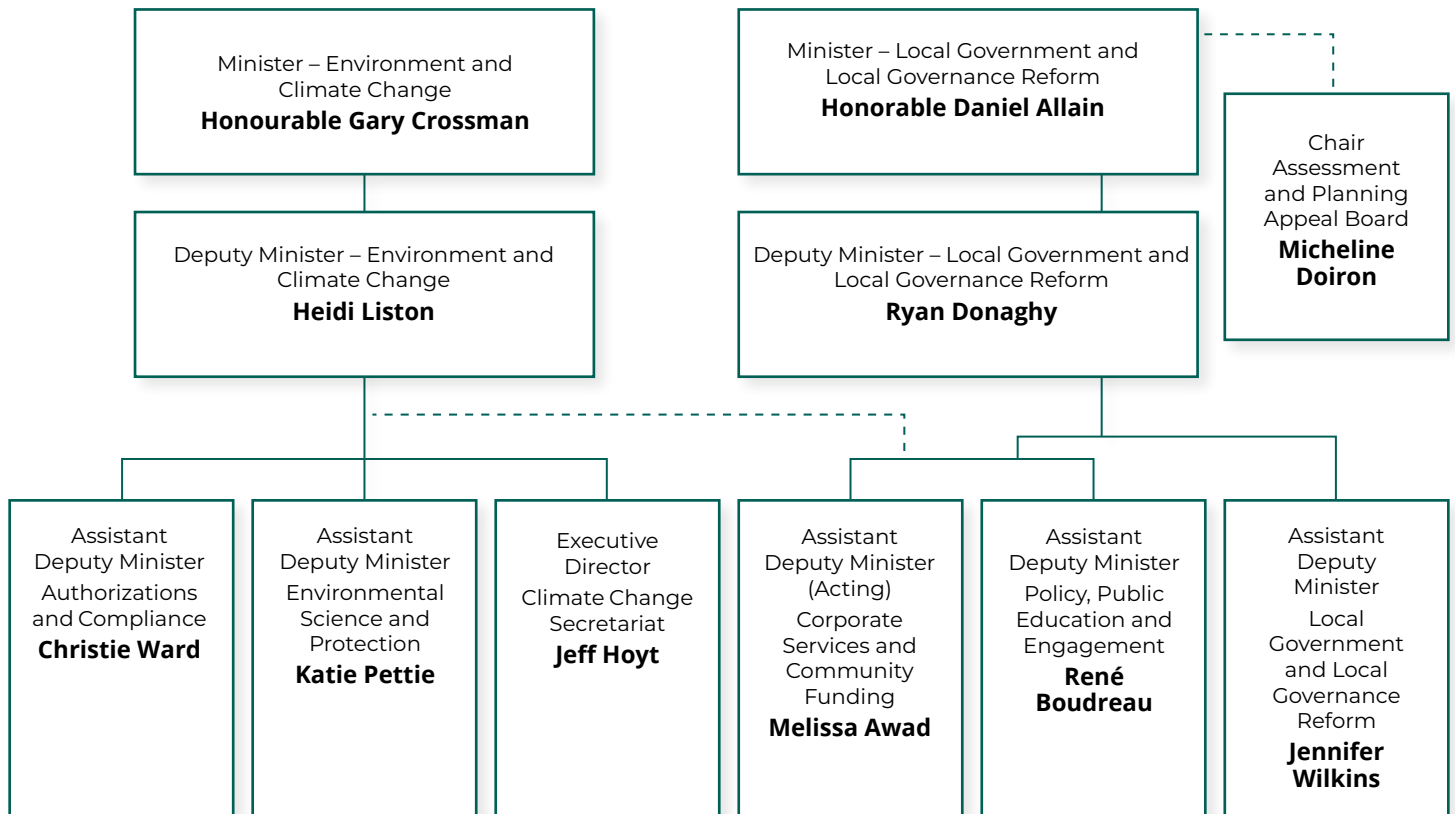 Minister – Environment and
Climate Change
Honourable Gary Crossman
Minister – Local Government and
Local Governance Reform
Honorable Daniel Allain
Chair
Assessment
and Planning
Appeal Board
Micheline
Doiron
Deputy Minister – Environment and
Climate Change
Heidi Liston
Deputy Minister – Local Government and
Local Governance Reform
Ryan Donaghy
Assistant
Deputy Minister
Authorizations
and Compliance
Christie Ward
Assistant
Deputy Minister
Environmental
Science and
Protection
Katie Pettie
Executive
Director
Climate Change
Secretariat
Jeff Hoyt
Assistant
Deputy Minister
(Acting)
Corporate
Services and
Community
Funding
Melissa Awad
Assistant
Deputy Minister
Policy, Public
Education and
Engagement
René
Boudreau
Assistant
Deputy
Minister
Local
Government
and Local
Governance
Reform
Jennifer
Wilkins